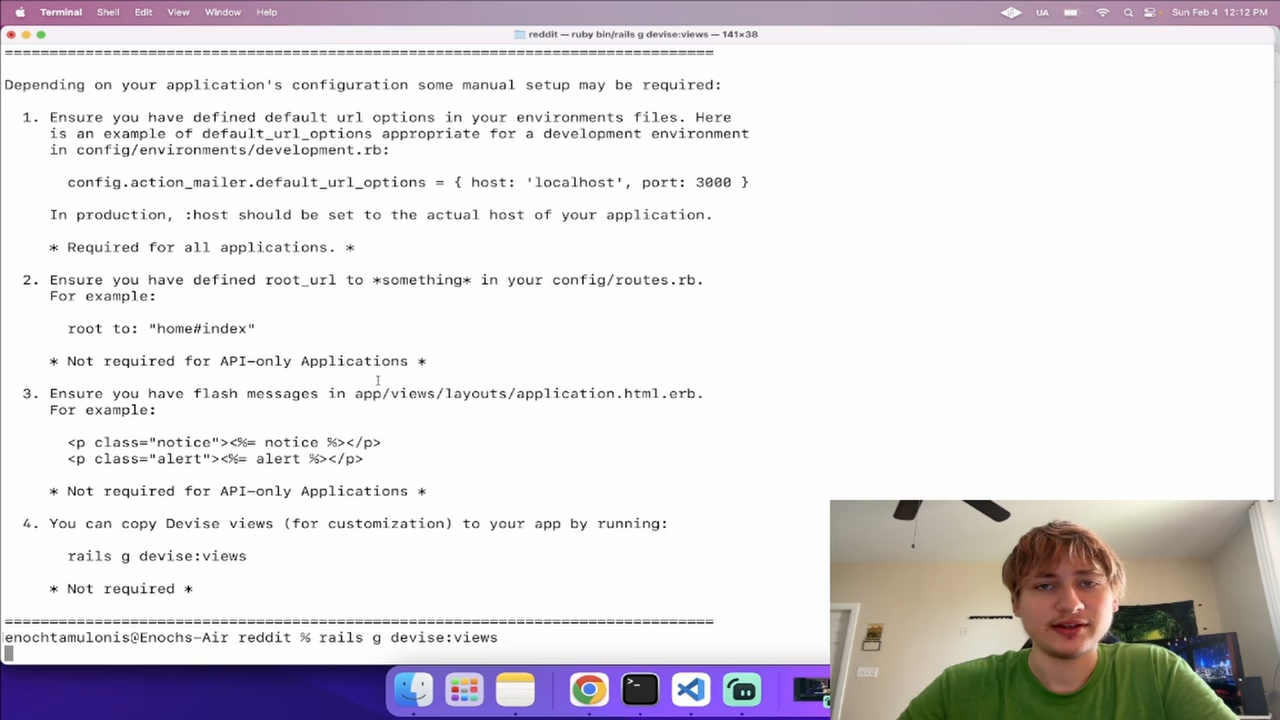 Terminal Shell Edit View Window Help UA Sun Feb 4 12:12 PM
reddit — ruby bin/rails g devise:views — 141×38
===============================================================================
Depending on your application's configuration some manual setup may be required:
1. Ensure you have defined default url options in your environments files. Here
is an example of default_url_options appropriate for a development environment
in config/environments/development.rb:
config.action_mailer.default_url_options = { host: 'localhost', port: 3000 }
In production, :host should be set to the actual host of your application.
* Required for all applications. *
2. Ensure you have defined root_url to *something* in your config/routes.rb.
For example:
root to: "home#index"
* Not required for API-only Applications *
3. Ensure you have flash messages in app/views/layouts/application.html.erb.
For example:
<p class="notice"><%= notice %></p>
<p class="alert"><%= alert %></p>
* Not required for API-only Applications *
4. You can copy Devise views (for customization) to your app by running:
rails g devise:views
* Not required *
===============================================================================
enochtamulonis@Enochs-Air reddit % rails g devise:views